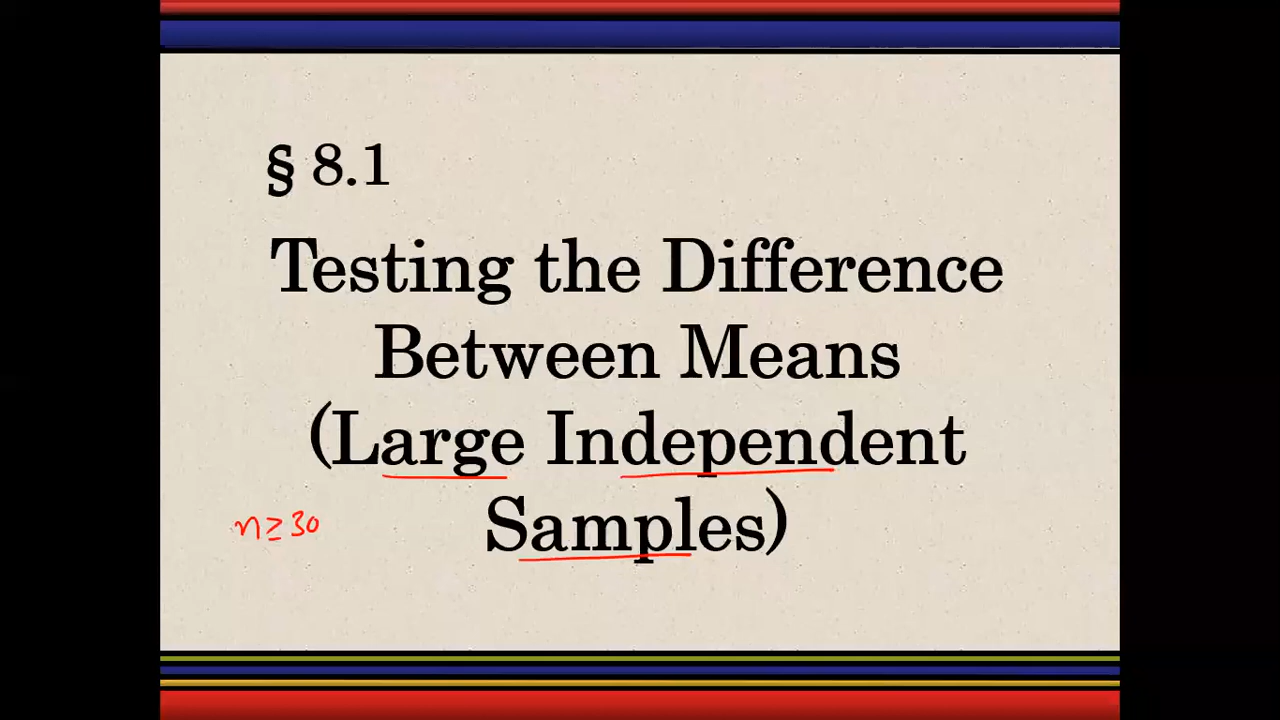 § 8.1
Testing the Difference
Between Means
(Large Independent
Samples)
n ≥ 30